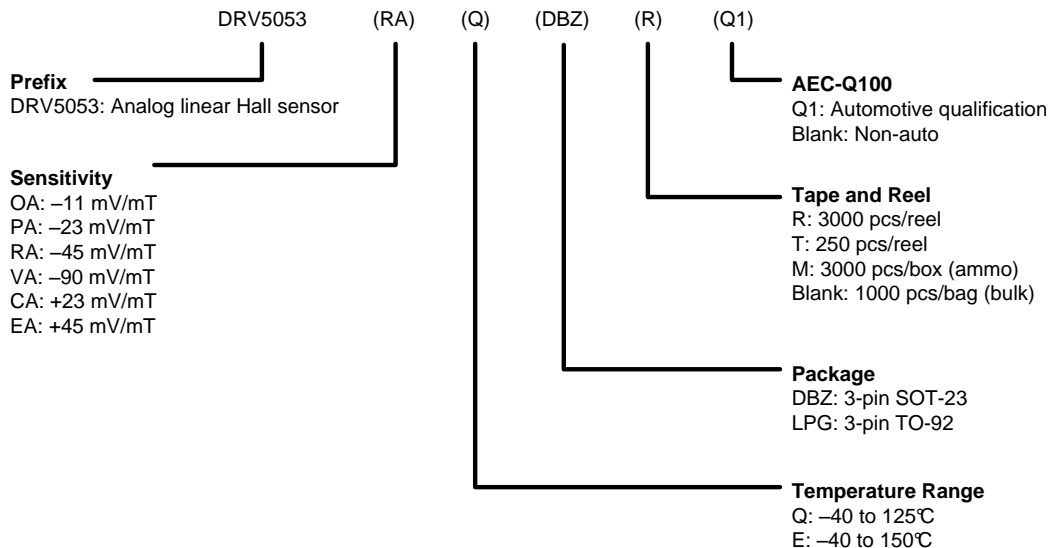 DRV5053 (RA) (Q) (DBZ) (R) (Q1)
Prefix
DRV5053: Analog linear Hall sensor
AEC-Q100
Q1: Automotive qualification
Blank: Non-auto
Sensitivity
OA: –11 mV/mT
PA: –23 mV/mT
RA: –45 mV/mT
VA: –90 mV/mT
CA: +23 mV/mT
EA: +45 mV/mT
Tape and Reel
R: 3000 pcs/reel
T: 250 pcs/reel
M: 3000 pcs/box (ammo)
Blank: 1000 pcs/bag (bulk)
Package
DBZ: 3-pin SOT-23
LPG: 3-pin TO-92
Temperature Range
Q: –40 to 125℃
E: –40 to 150℃